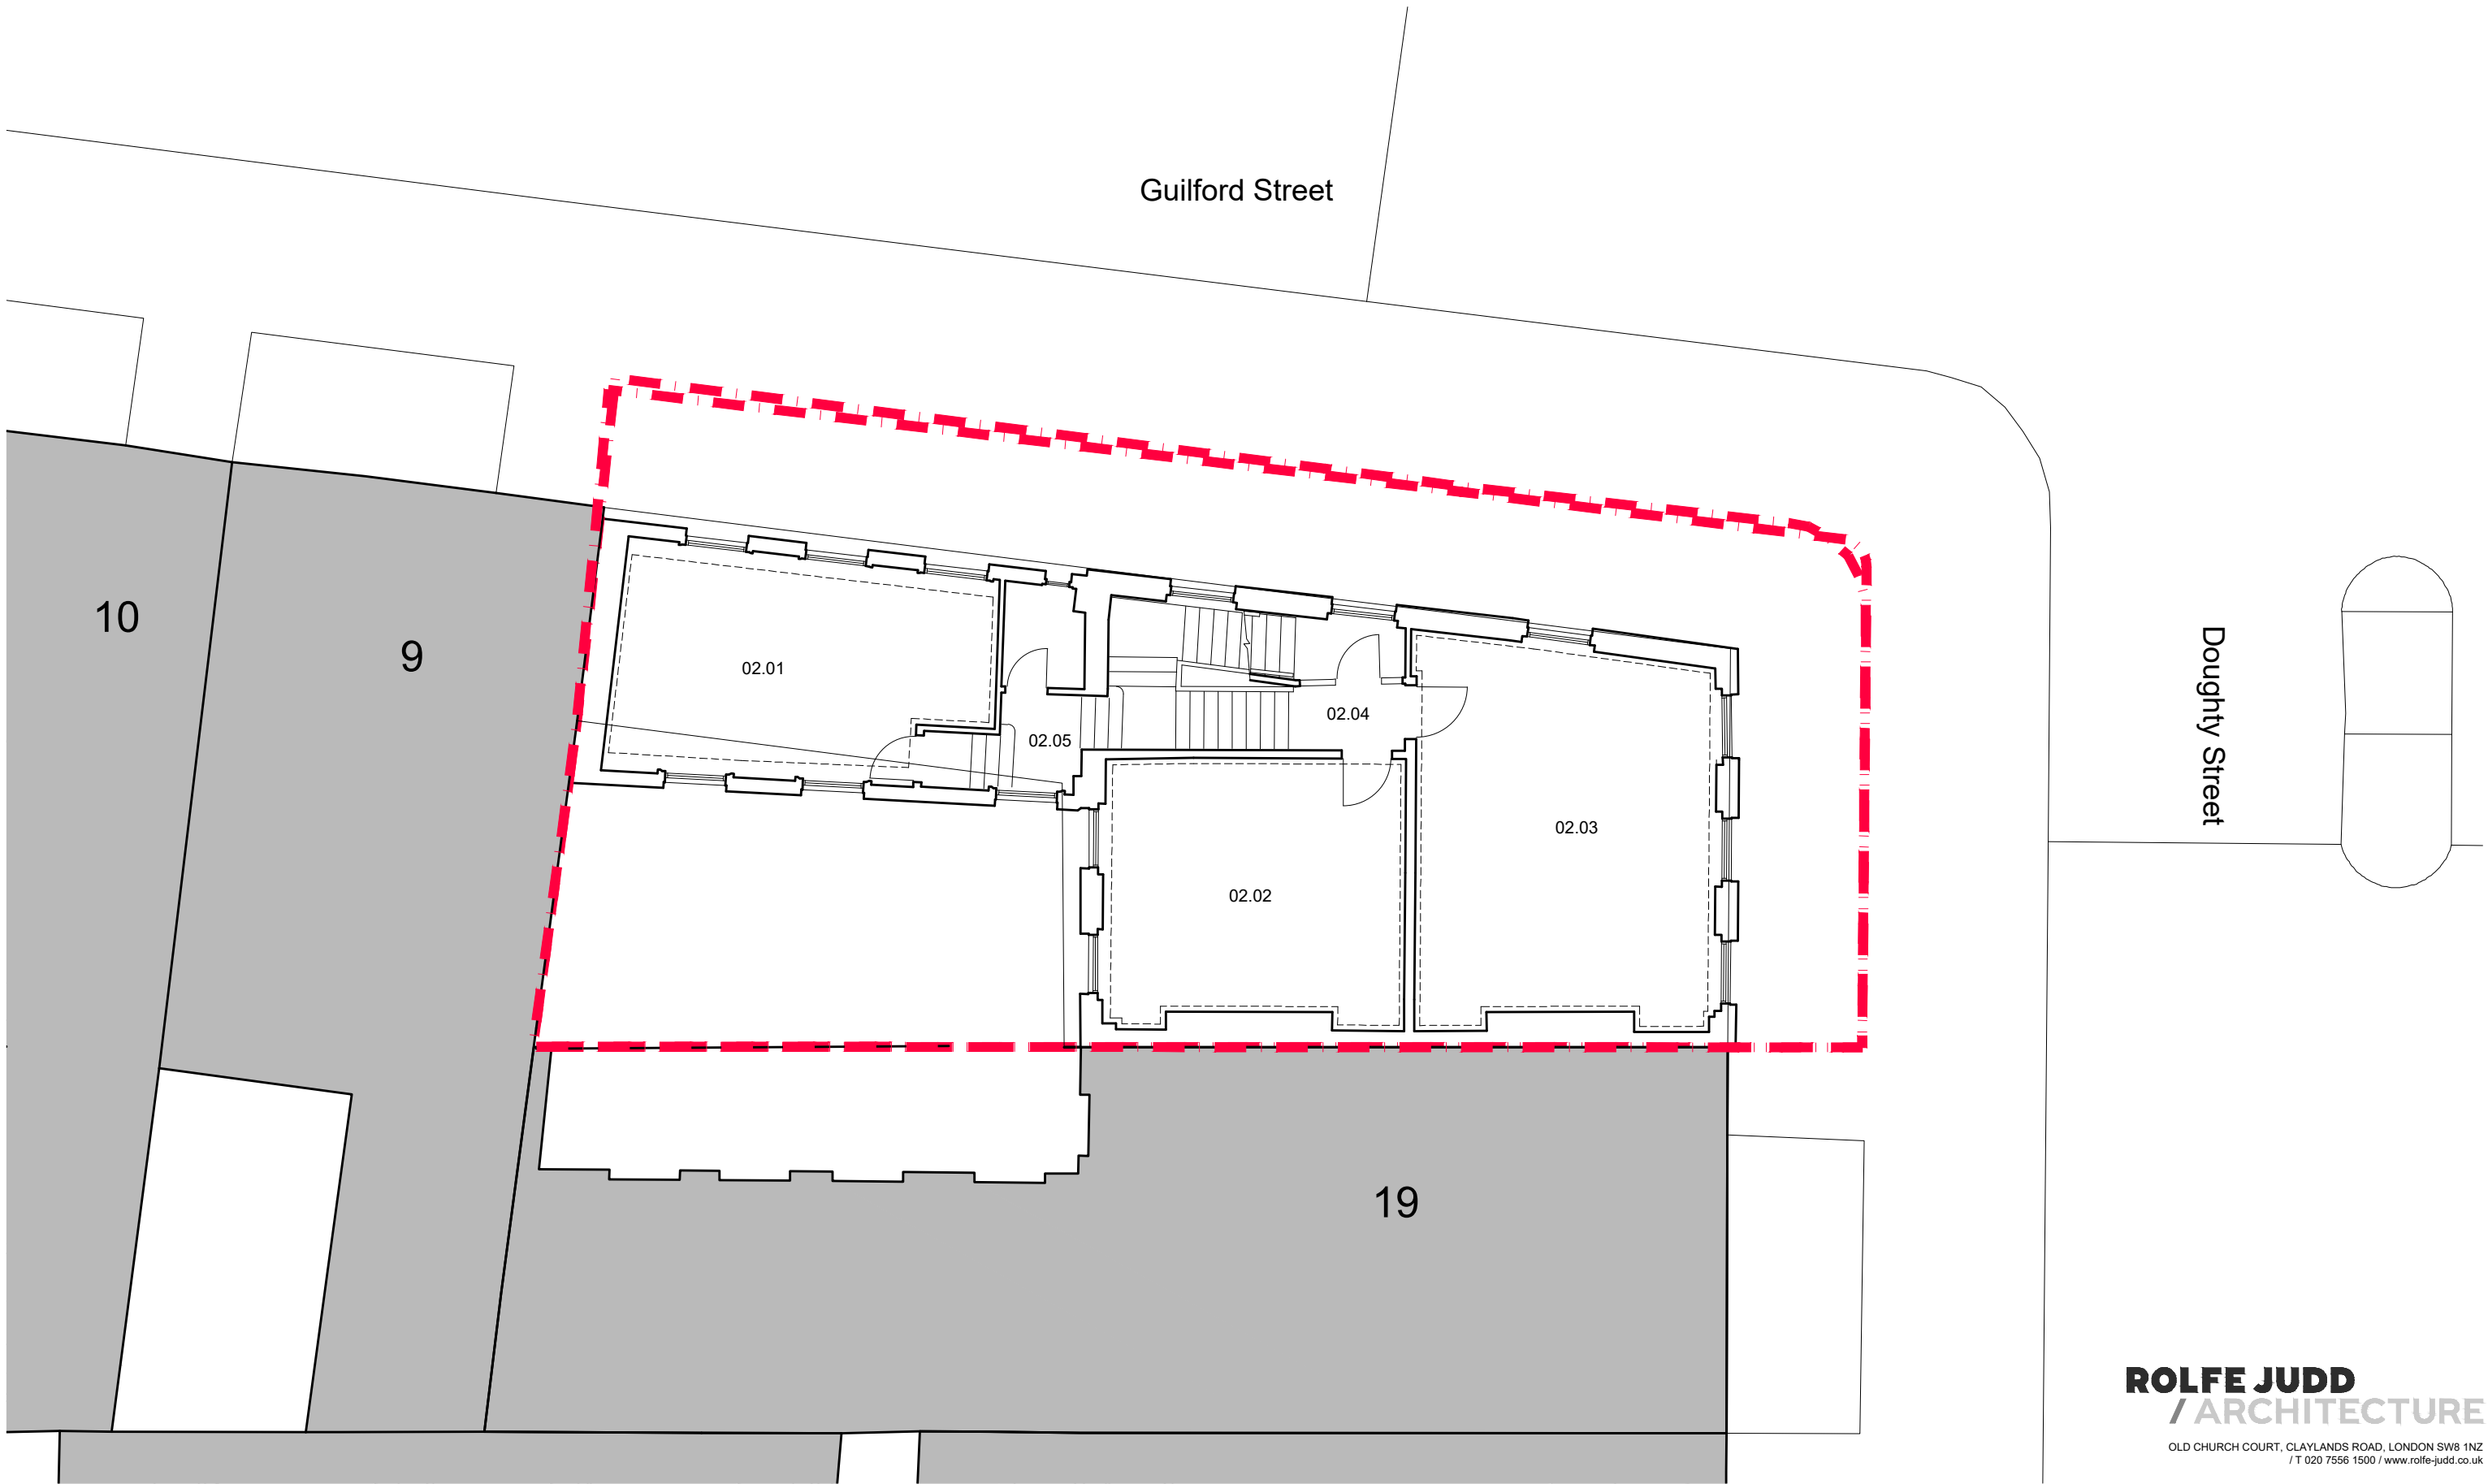 Guilford Street
10
9
02.01
02.05
02.04
02.03
02.02
Doughty Street
19
ROLFE JUDD
/ ARCHITECTURE
OLD CHURCH COURT, CLAYLANDS ROAD, LONDON SW8 1NZ
/ T 020 7556 1500 / www.rolfe-judd.co.uk